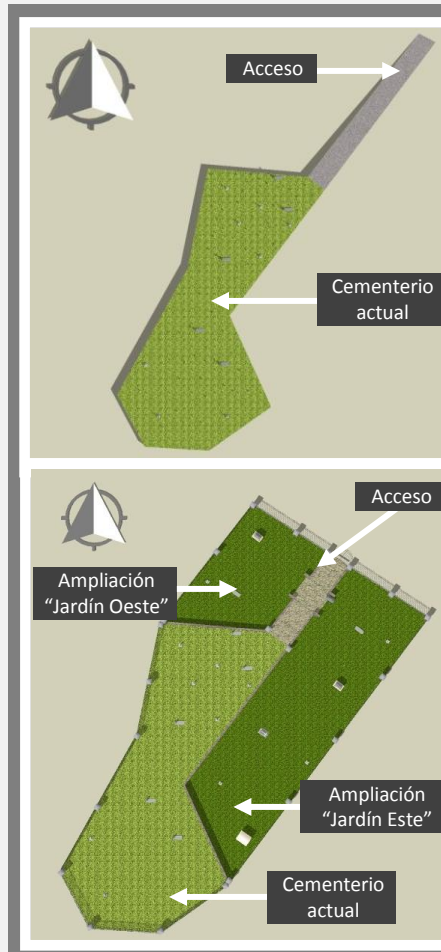 Acceso
Cementerio
actual
Acceso
Ampliación
“Jardín Oeste”
Ampliación
“Jardín Este”
Cementerio
actual